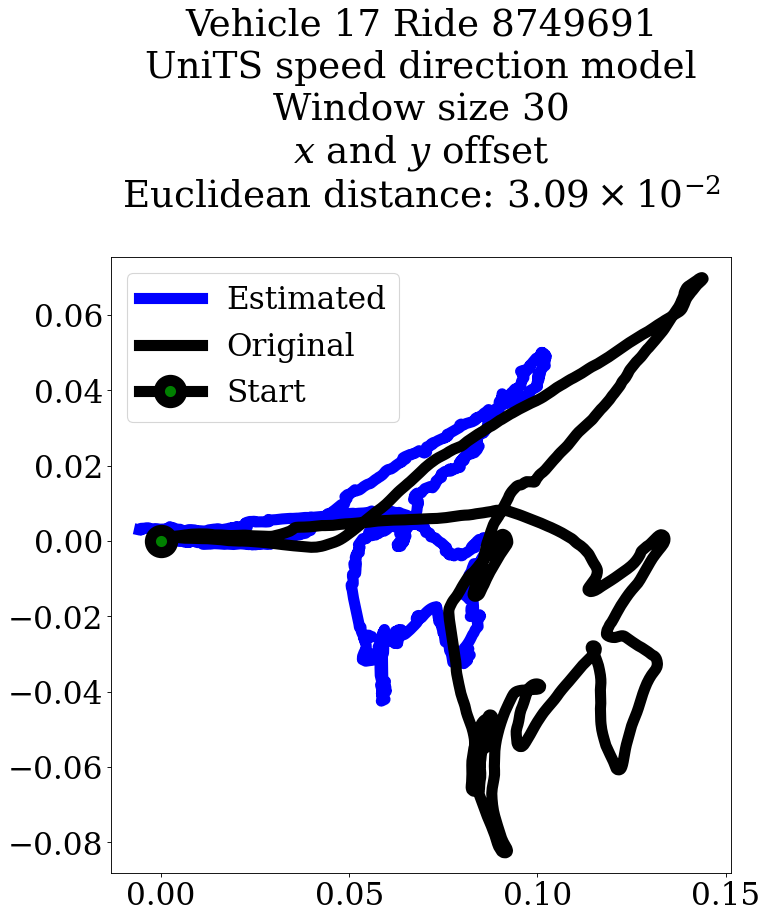 Vehicle 17 Ride 8749691
UniTS speed direction model
Window size 30
x and y offset
Euclidean distance: 3.09 × 10⁻²
Estimated
Original
Start
0.06
0.04
0.02
0.00
−0.02
−0.04
−0.06
−0.08
0.00 0.05 0.10 0.15